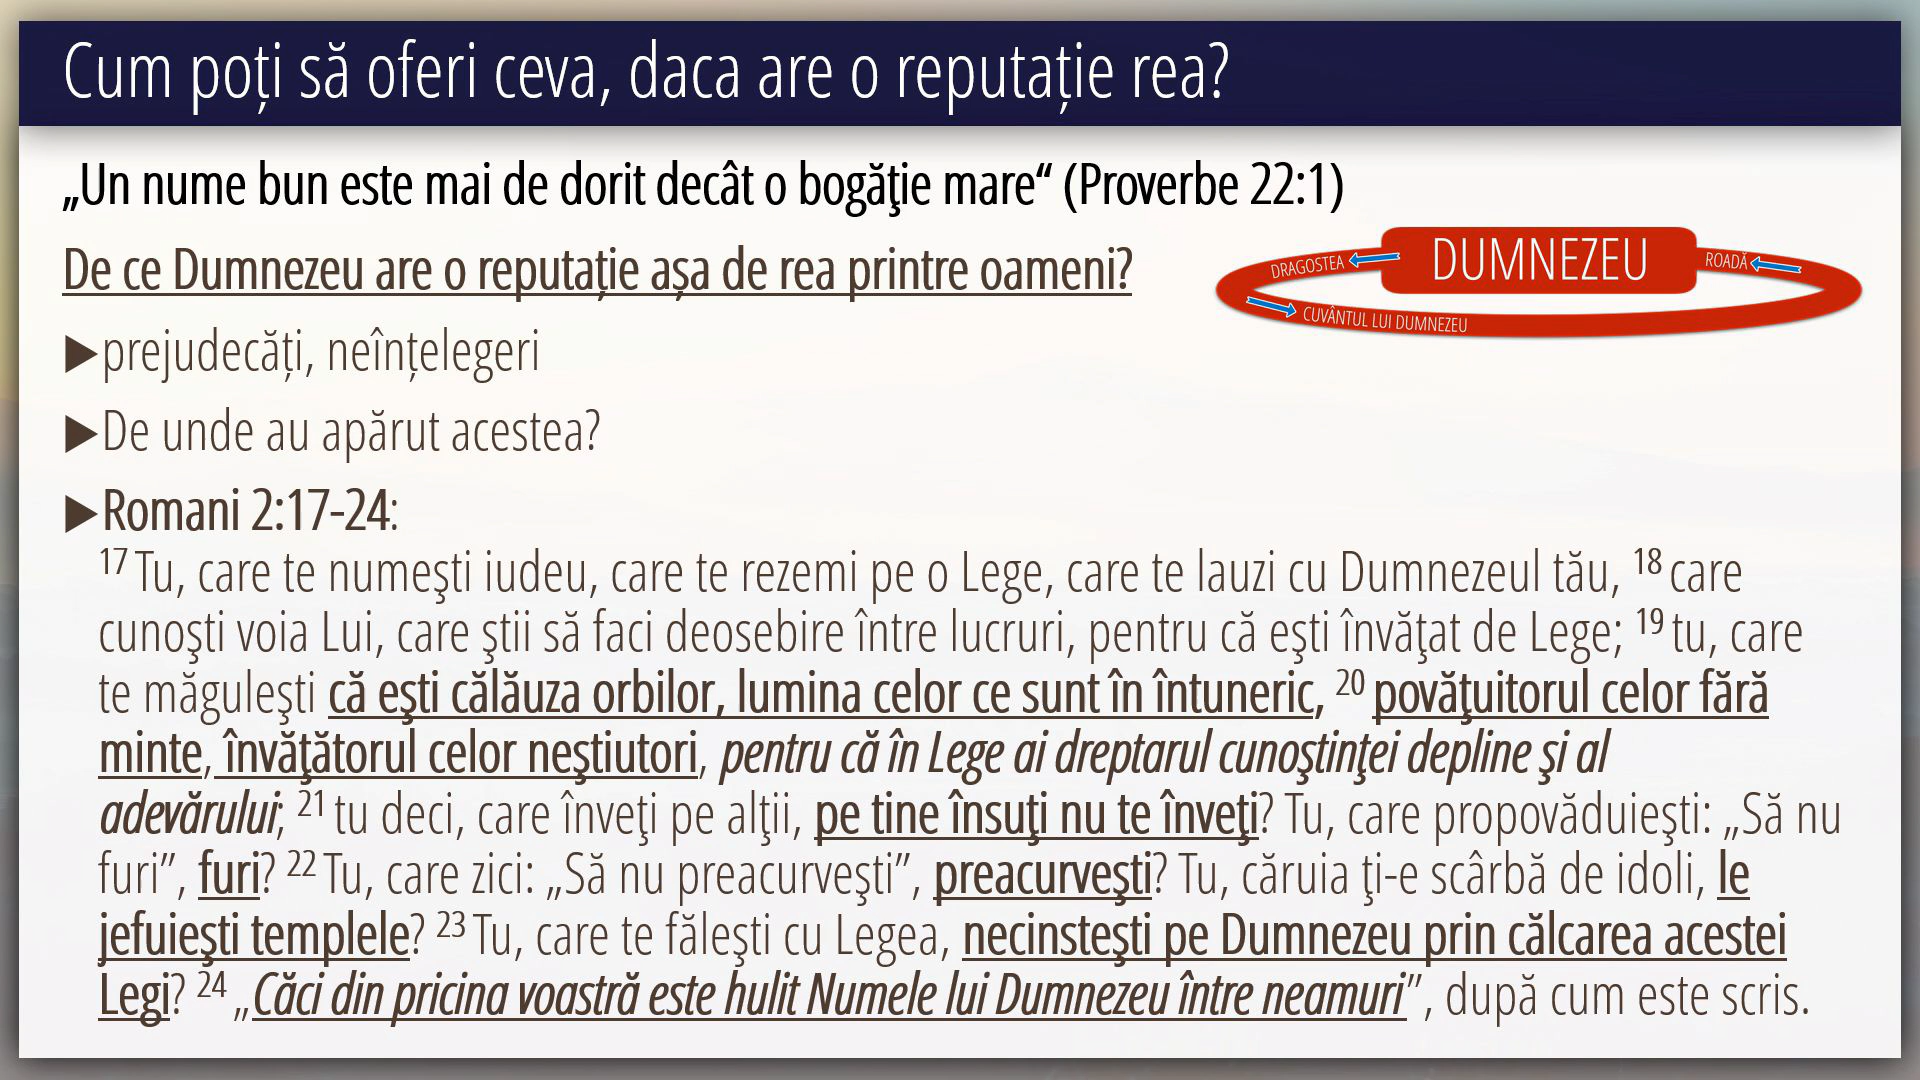 Cum poți să oferi ceva, daca are o reputație rea?
„Un nume bun este mai de dorit decât o bogăţie mare“ (Proverbe 22:1)
De ce Dumnezeu are o reputație așa de rea printre oameni?
DUMNEZEU
DRAGOSTEA
ROADĂ
CUVÂNTUL LUI DUMNEZEU
▶prejudecăți, neînțelegeri
▶De unde au apărut acestea?
▶Romani 2:17-24:
17 Tu, care te numeşti iudeu, care te rezemi pe o Lege, care te lauzi cu Dumnezeul tău, 18 care
cunoşti voia Lui, care ştii să faci deosebire între lucruri, pentru că eşti învăţat de Lege; 19 tu, care
te măguleşti că eşti călăuza orbilor, lumina celor ce sunt în întuneric, 20 povăţuitorul celor fără
minte, învăţătorul celor neştiutori, pentru că în Lege ai dreptarul cunoştinţei depline şi al
adevărului; 21 tu deci, care înveţi pe alţii, pe tine însuţi nu te înveţi? Tu, care propovăduieşti: „Să nu
furi”, furi? 22 Tu, care zici: „Să nu preacurveşti”, preacurveşti? Tu, căruia ţi-e scârbă de idoli, le
jefuieşti templele? 23 Tu, care te făleşti cu Legea, necinsteşti pe Dumnezeu prin călcarea acestei
Legi? 24 „Căci din pricina voastră este hulit Numele lui Dumnezeu între neamuri”, după cum este scris.